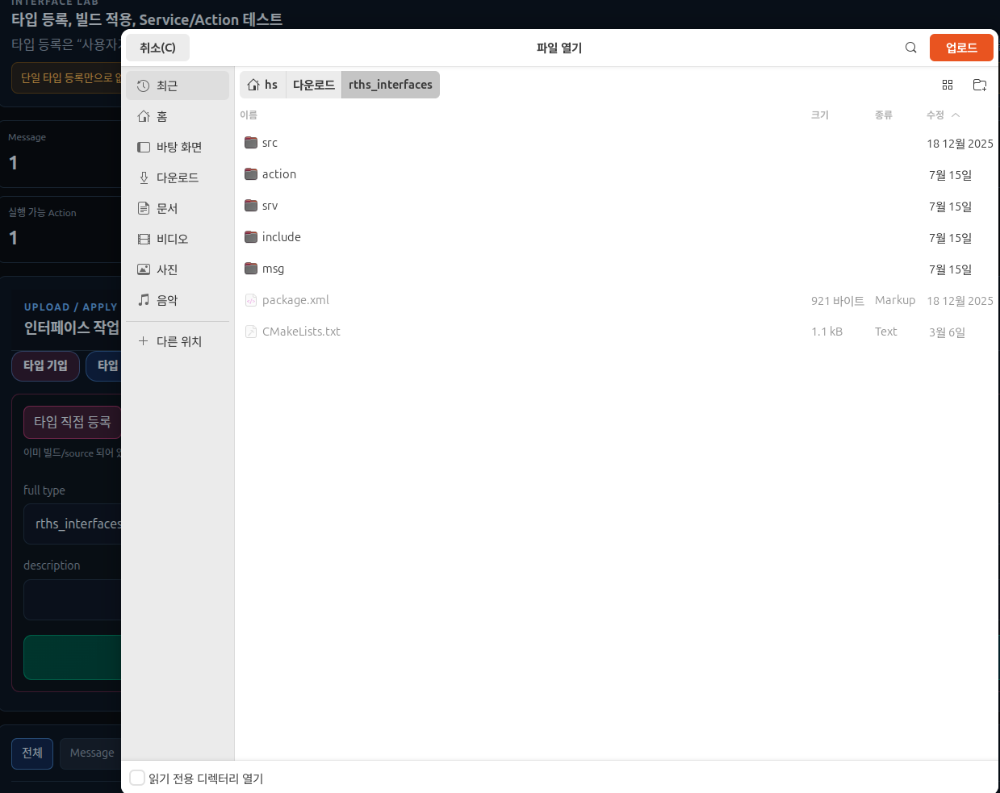 INTERFACE LAB
타입 등록, 빌드 적용, Service/Action 테스트
타입 등록은 “사용자
단일 타입 등록만으로
Message
1
실행 가능 Action
1
UPLOAD / APPLY
인터페이스 작업
타입 기입
타입
타입 직접 등록
이미 빌드/source 되어
full type
rths_interfaces
description
전체
Message
취소(C)
파일 열기
업로드
최근
홈
바탕 화면
다운로드
문서
비디오
사진
음악
다른 위치
hs
다운로드
rths_interfaces
이름 크기 종류 수정
src 18 12월 2025
action 7월 15일
srv 7월 15일
include 7월 15일
msg 7월 15일
package.xml 921 바이트 Markup 18 12월 2025
CMakeLists.txt 1.1 kB Text 3월 6일
읽기 전용 디렉터리 열기